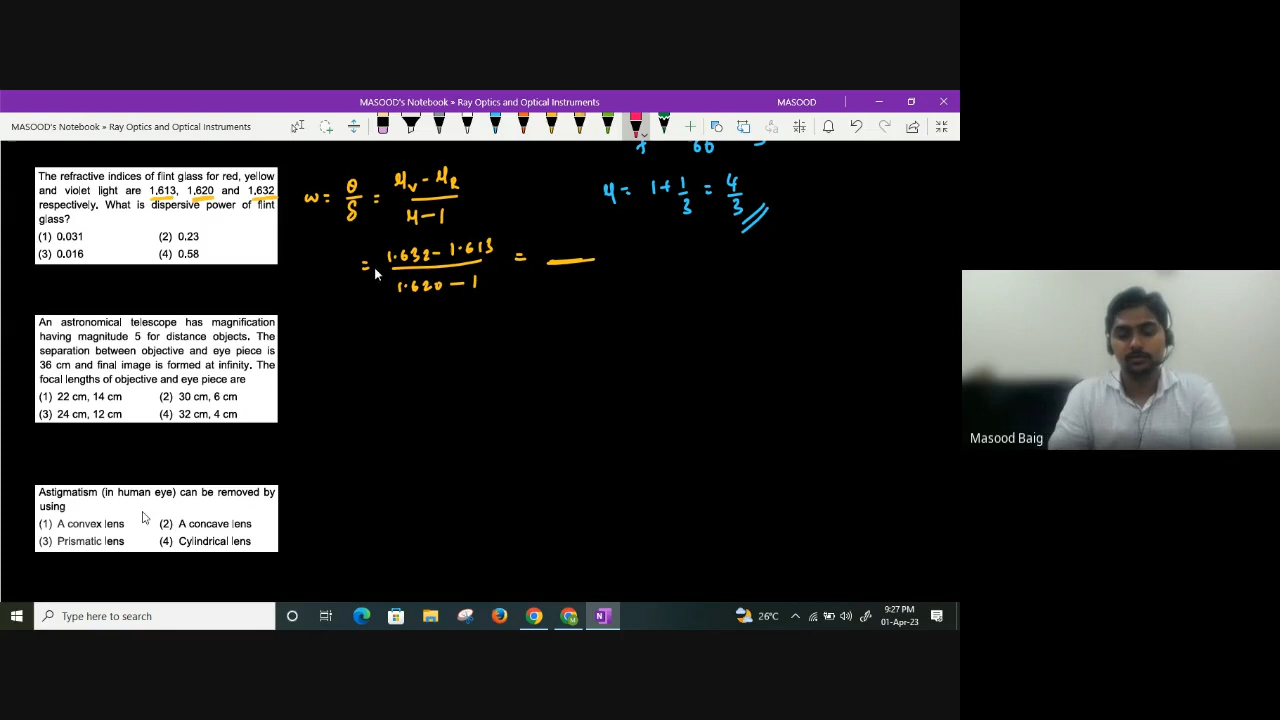 MASOOD's Notebook » Ray Optics and Optical Instruments
MASOOD
MASOOD's Notebook » Ray Optics and Optical Instruments
The refractive indices of flint glass for red, yellow
and violet light are 1.613, 1.620 and 1.632
respectively. What is dispersive power of flint
glass?
(1) 0.031 (2) 0.23
(3) 0.016 (4) 0.58
ω = θ/δ = (μV − μR)/(μ − 1)
= (1.632 − 1.613)/(1.620 − 1) =
μ = 1 + 1/3 = 4/3
An astronomical telescope has magnification
having magnitude 5 for distance objects. The
separation between objective and eye piece is
36 cm and final image is formed at infinity. The
focal lengths of objective and eye piece are
(1) 22 cm, 14 cm (2) 30 cm, 6 cm
(3) 24 cm, 12 cm (4) 32 cm, 4 cm
Astigmatism (in human eye) can be removed by
using
(1) A convex lens (2) A concave lens
(3) Prismatic lens (4) Cylindrical lens
Masood Baig
Type here to search
26°C
9:27 PM
01-Apr-23